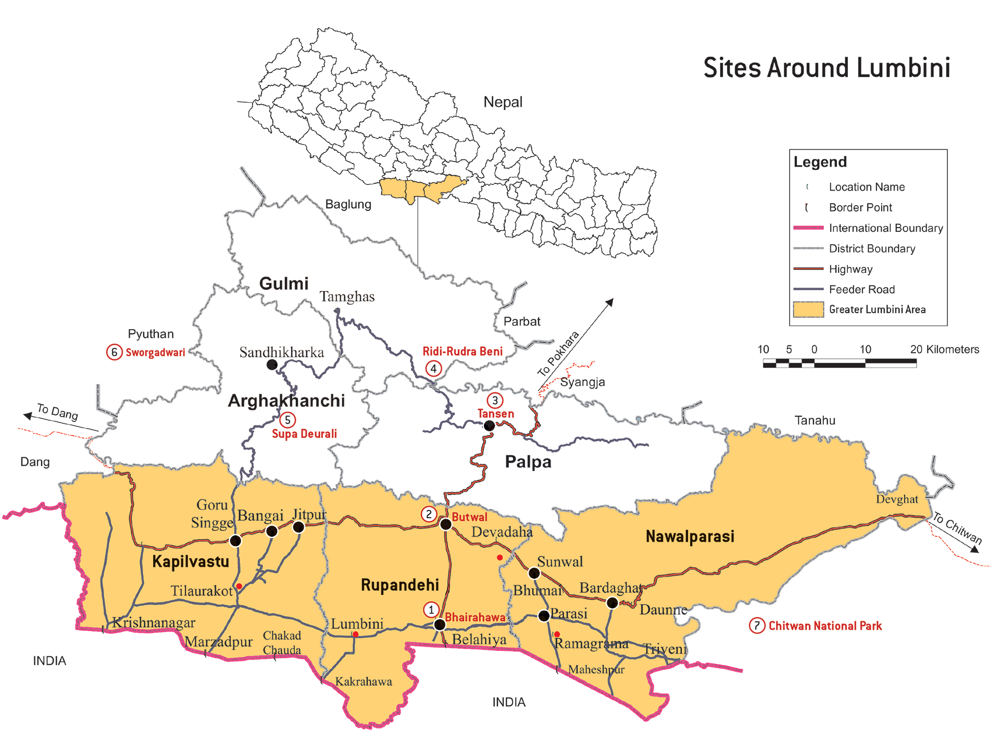 Sites Around Lumbini
Nepal
Legend
Location Name
Border Point
International Boundary
District Boundary
Highway
Feeder Road
Greater Lumbini Area
10 5 0 10 20 Kilometers
Baglung
Gulmi
Tamghas
Parbat
Pyuthan
6 Sworgadwari
Sandhikharka
Ridi-Rudra Beni
4
To Pokhara
Syangja
Arghakhanchi
5
Supa Deurali
3
Tansen
To Dang
Tanahu
Dang
Palpa
Devghat
To Chitwan
Goru
Singge
Bangai
Jitpur
2 Butwal
Devadaha
Nawalparasi
Kapilvastu
Sunwal
Rupandehi
Tilaurakot
Bhumai
Bardaghat
Daunne
1
Bhairahawa
Parasi
Krishnanagar
Lumbini
7 Chitwan National Park
Marzadpur
Chakad
Chauda
Belahiya
Ramagrama
Triveni
INDIA
Maheshpur
Kakrahawa
INDIA